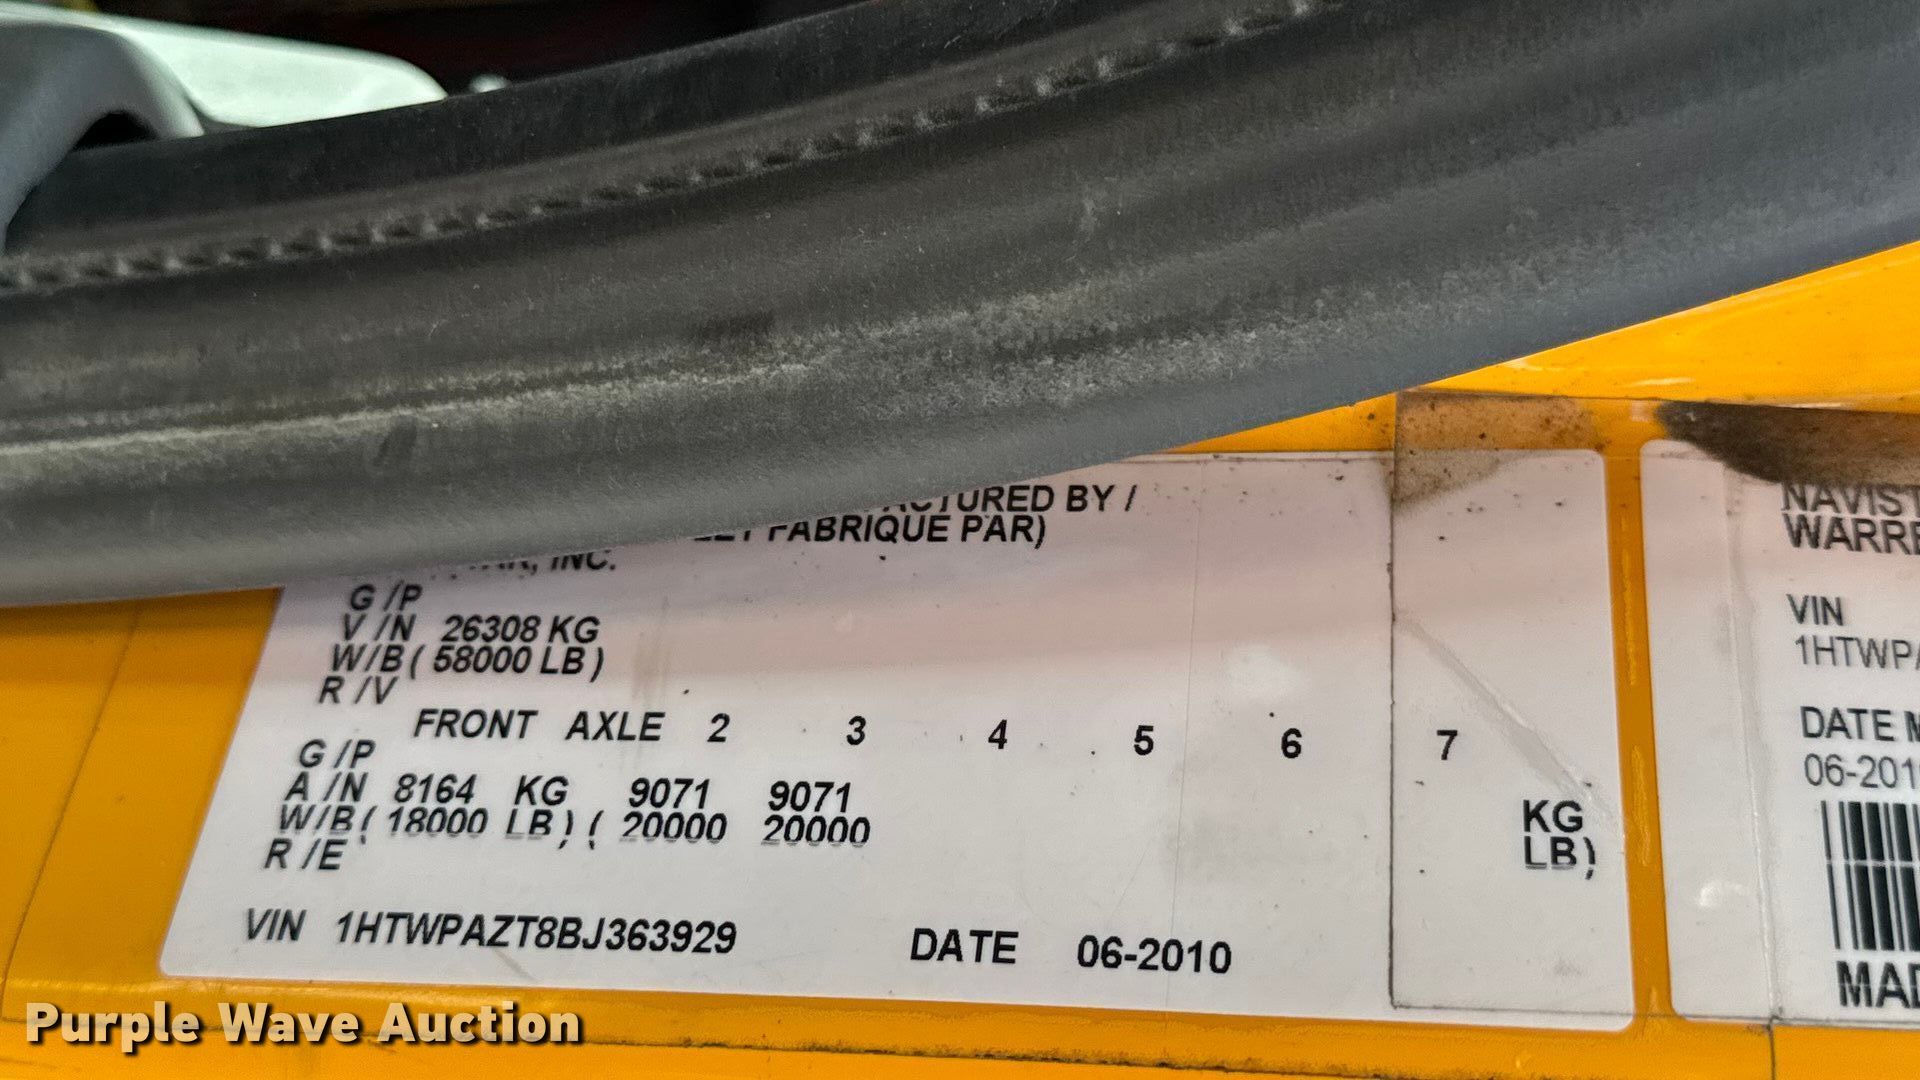 BY /
FABRIQUE PAR)
INC.
G /P
V /N 26308 KG
W/B ( 58000 LB )
R /V
FRONT AXLE 2 3 4 5 6 7
G /P
A /N 8164 KG 9071 9071 KG
W/B ( 18000 LB ) ( 20000 20000 LB )
R /E
VIN 1HTWPAZT8BJ363929 DATE 06-2010
NAVIST
WARRE
VIN
1HTWPA
DATE M
06-201
MAD
Purple Wave Auction